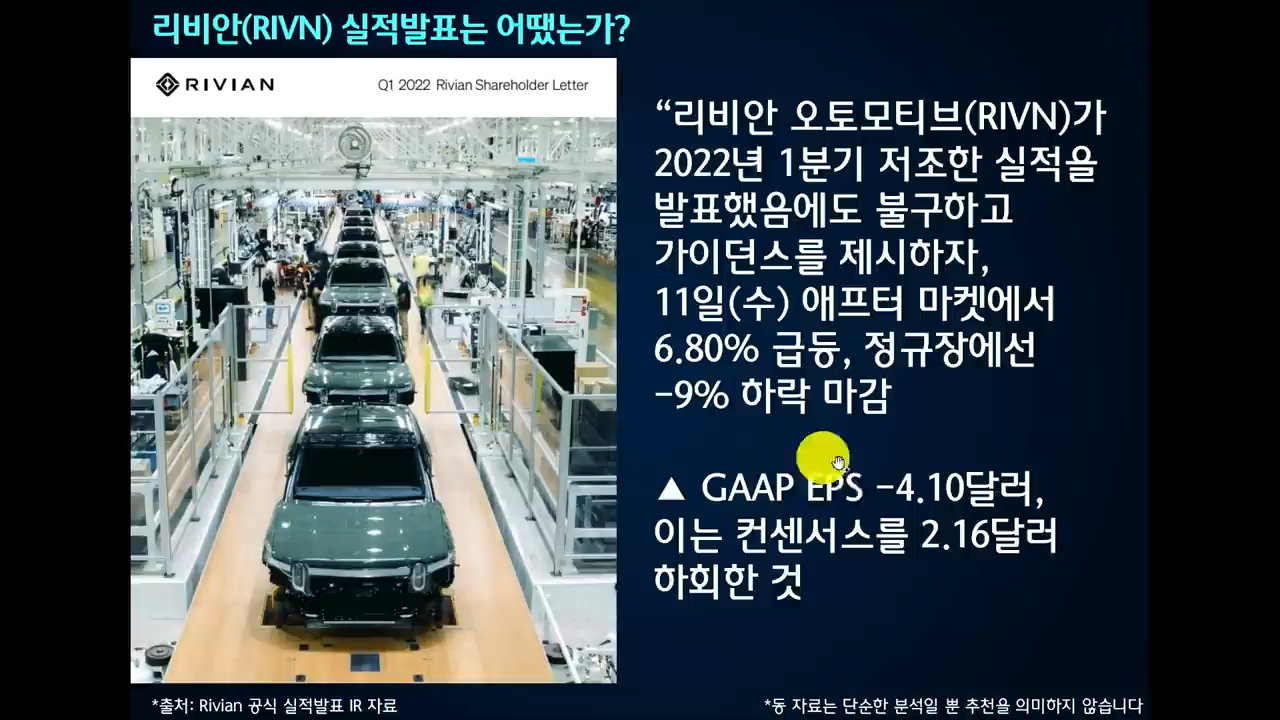 리비안(RIVN) 실적발표는 어땠는가?
RIVIAN
Q1 2022 Rivian Shareholder Letter
“리비안 오토모티브(RIVN)가
2022년 1분기 저조한 실적을
발표했음에도 불구하고
가이던스를 제시하자,
11일(수) 애프터 마켓에서
6.80% 급등, 정규장에선
-9% 하락 마감
▲ GAAP EPS -4.10달러,
이는 컨센서스를 2.16달러
하회한 것
*출처: Rivian 공식 실적발표 IR 자료
*동 자료는 단순한 분석일 뿐 추천을 의미하지 않습니다